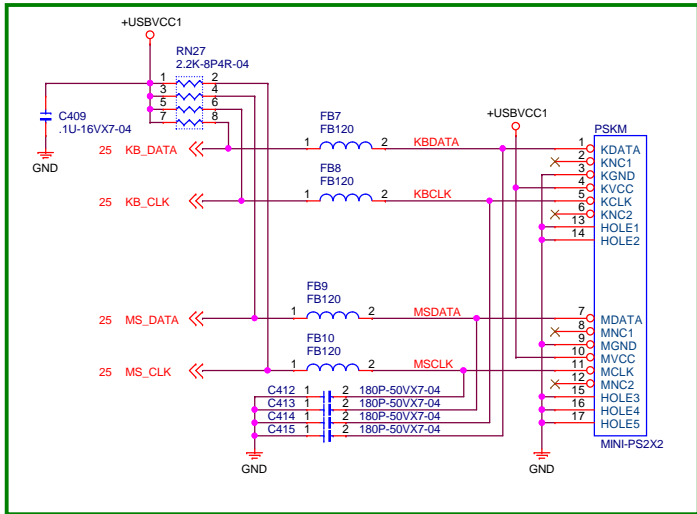 +USBVCC1
RN27
2.2K-8P4R-04
1 2
3 4
5 6
7 8
C409
.1U-16VX7-04
GND
+USBVCC1
PSKM
FB7
FB120
25 KB_DATA 1 2 KBDATA 1 KDATA
2 KNC1
FB8
FB120
3 KGND
4 KVCC
25 KB_CLK 1 2 KBCLK 5 KCLK
6 KNC2
13 HOLE1
14 HOLE2
FB9
FB120
25 MS_DATA 1 2 MSDATA 7 MDATA
8 MNC1
FB10
FB120
9 MGND
10 MVCC
25 MS_CLK 1 2 MSCLK 11 MCLK
12 MNC2
C412 1 2 180P-50VX7-04 15 HOLE3
C413 1 2 180P-50VX7-04 16 HOLE4
C414 1 2 180P-50VX7-04 17 HOLE5
C415 1 2 180P-50VX7-04
MINI-PS2X2
GND GND